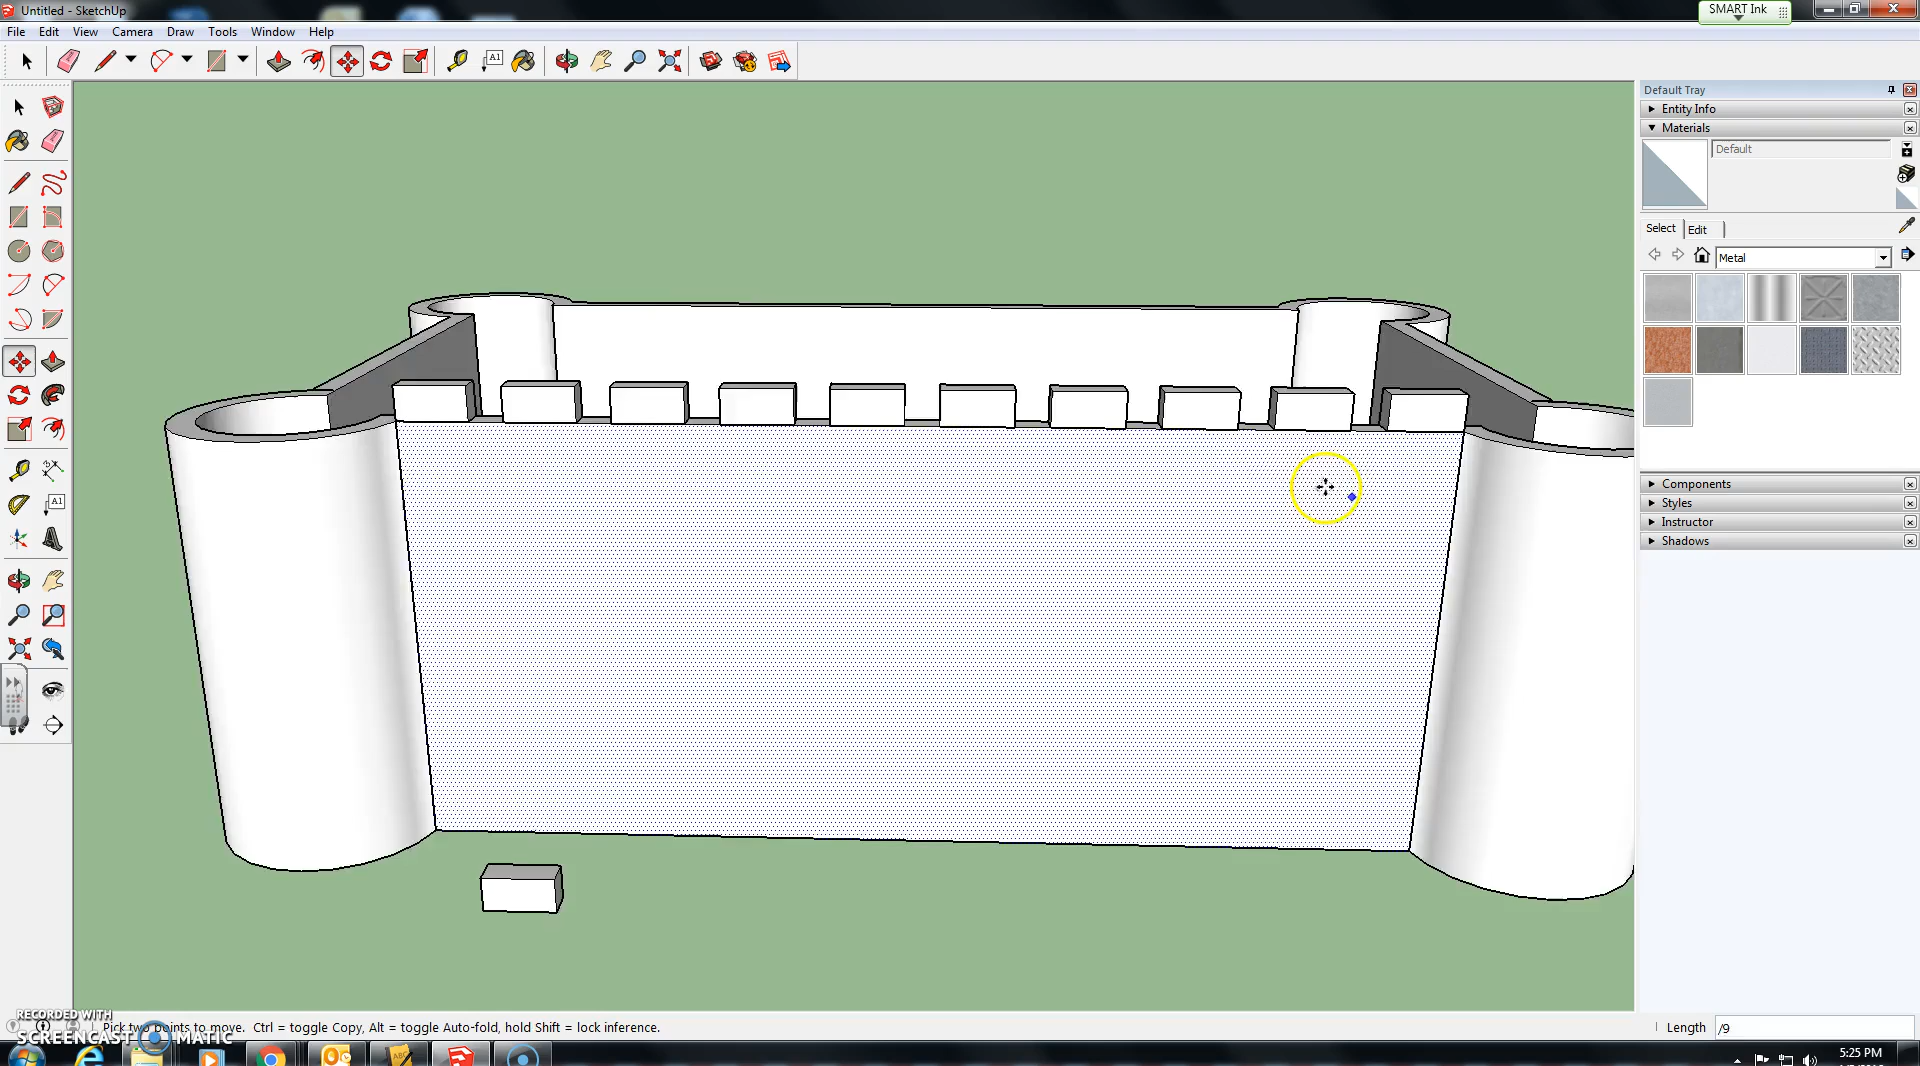 Untitled - SketchUp
SMART Ink
File Edit View Camera Draw Tools Window Help
A1
Default Tray
Entity Info
Materials
Default
Select Edit
Metal
A1
Components
Styles
Instructor
Shadows
RECORDED WITH
SCREENCAST MATIC
Pick two points to move. Ctrl = toggle Copy, Alt = toggle Auto-fold, hold Shift = lock inference.
Length /9
5:25 PM